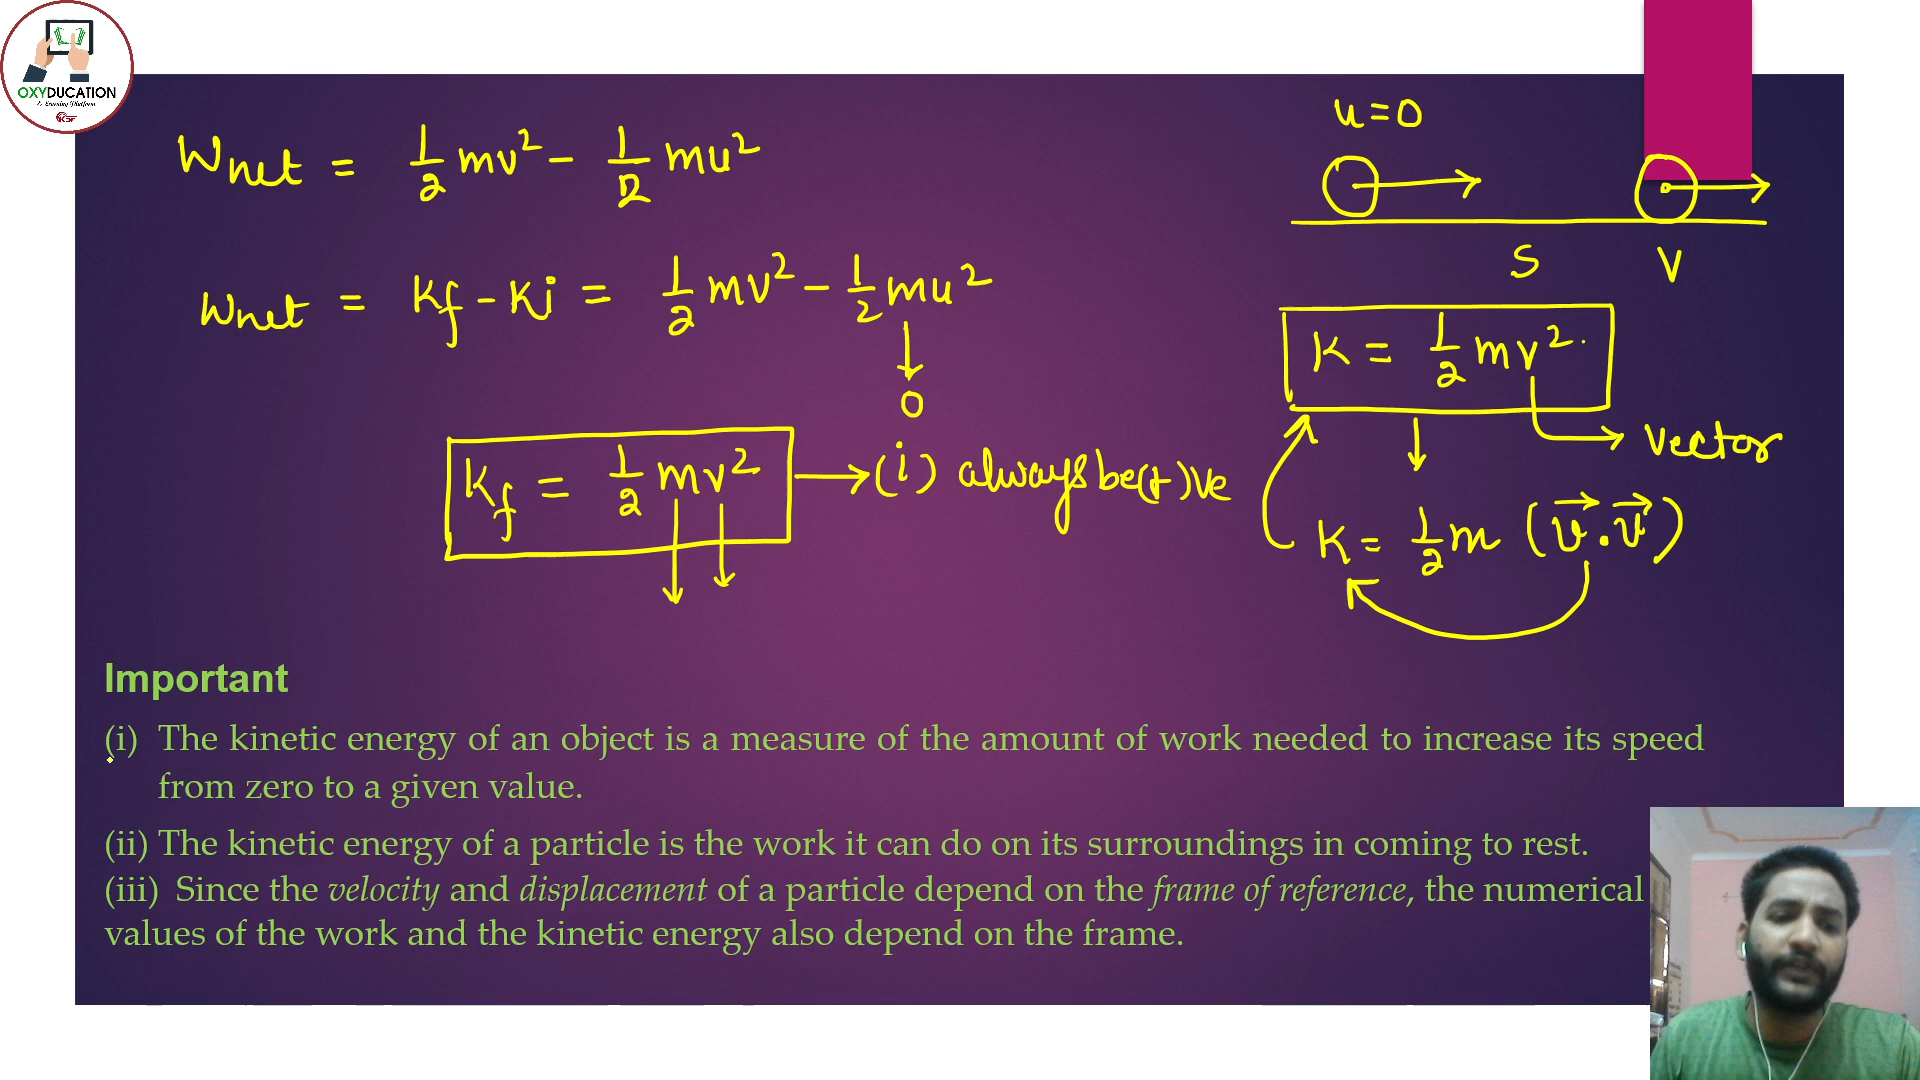 OXYDUCATION
A Learning Platform
Wnet = 1/2 mv² - 1/2 mu²
Wnet = Kf - Ki = 1/2 mv² - 1/2 mu²
0
Kf = 1/2 mv² → (i) always be (+)ve
u=0
S V
K = 1/2 mv².
Vector
K = 1/2 m (v⃗ . v⃗)
Important
(i) The kinetic energy of an object is a measure of the amount of work needed to increase its speed
from zero to a given value.
(ii) The kinetic energy of a particle is the work it can do on its surroundings in coming to rest.
(iii) Since the velocity and displacement of a particle depend on the frame of reference, the numerical
values of the work and the kinetic energy also depend on the frame.